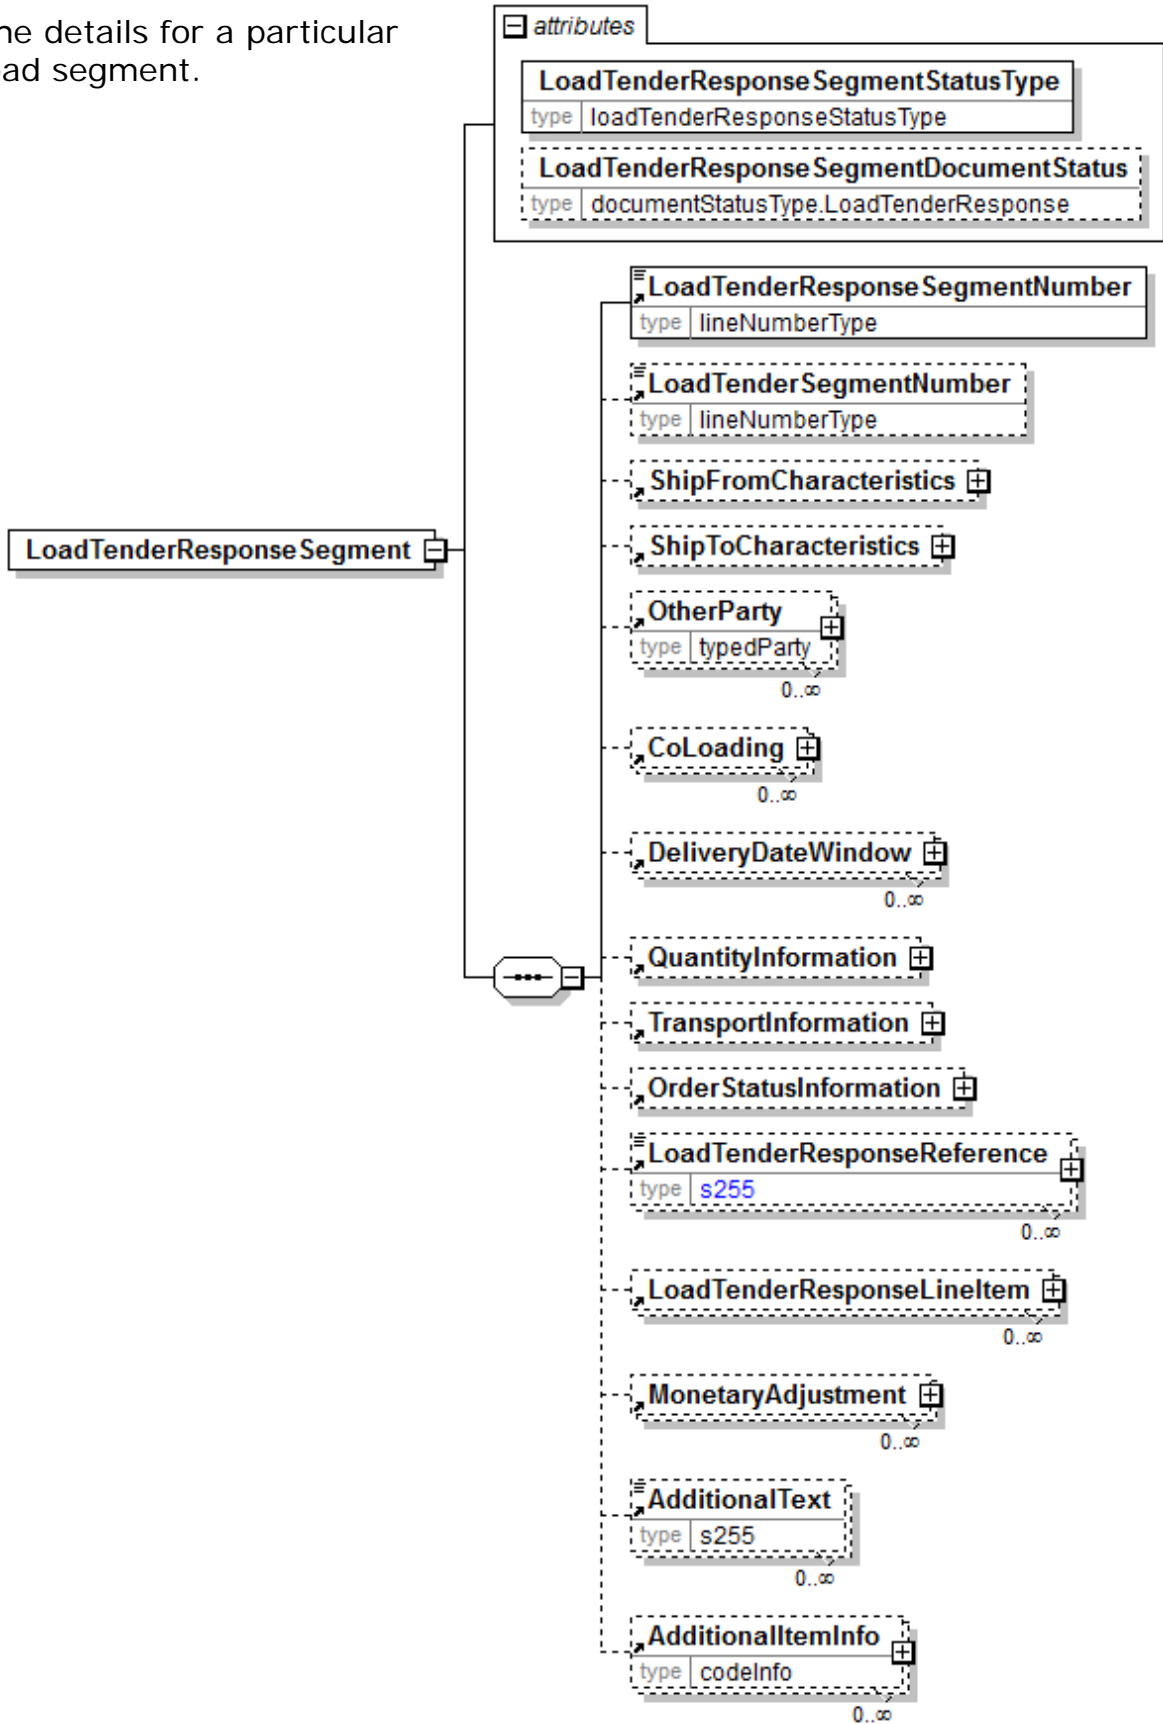 ne details for a particular
ad segment.
attributes
LoadTenderResponseSegmentStatusType
type loadTenderResponseStatusType
LoadTenderResponseSegmentDocumentStatus
type documentStatusType.LoadTenderResponse
LoadTenderResponseSegmentNumber
type lineNumberType
LoadTenderSegmentNumber
type lineNumberType
ShipFromCharacteristics
LoadTenderResponseSegment
ShipToCharacteristics
OtherParty
type typedParty
0..∞
CoLoading
0..∞
DeliveryDateWindow
0..∞
QuantityInformation
TransportInformation
OrderStatusInformation
LoadTenderResponseReference
type s255
0..∞
LoadTenderResponseLineItem
0..∞
MonetaryAdjustment
0..∞
AdditionalText
type s255
0..∞
AdditionalItemInfo
type codeInfo
0..∞